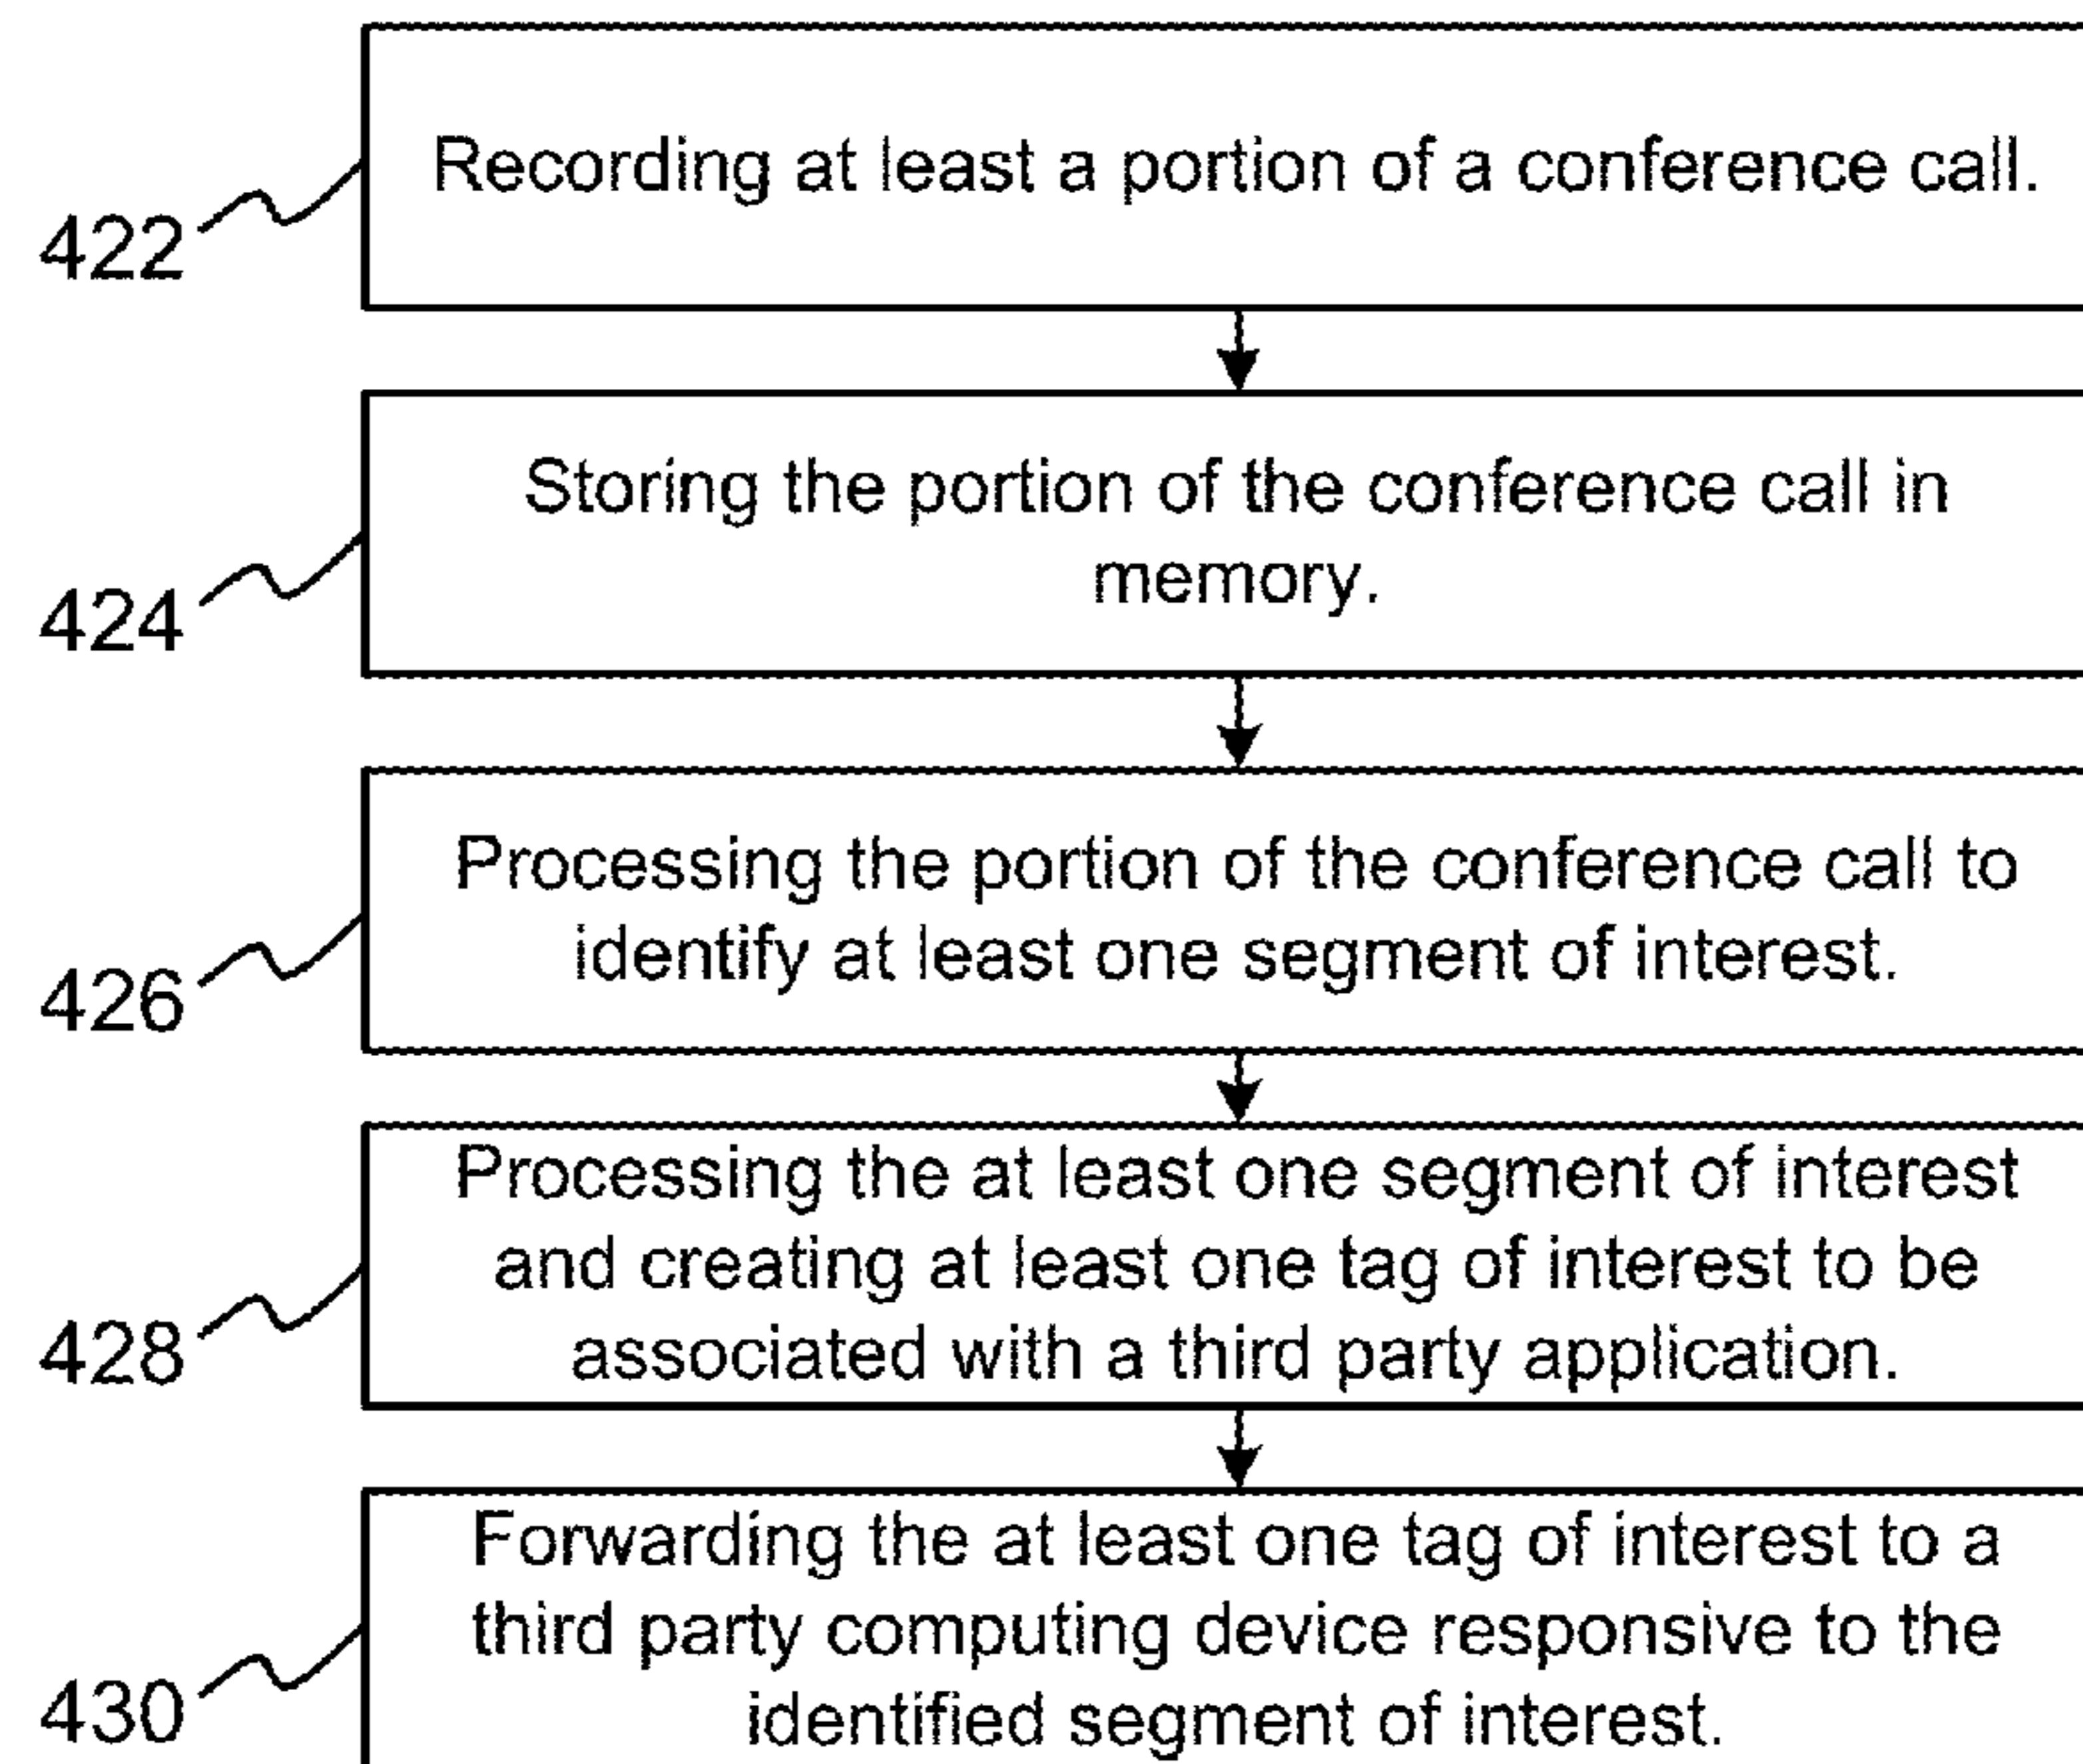 Recording at least a portion of a conference call.
422
Storing the portion of the conference call in
memory.
424
Processing the portion of the conference call to
identify at least one segment of interest.
426
Processing the at least one segment of interest
and creating at least one tag of interest to be
associated with a third party application.
428
Forwarding the at least one tag of interest to a
third party computing device responsive to the
identified segment of interest.
430